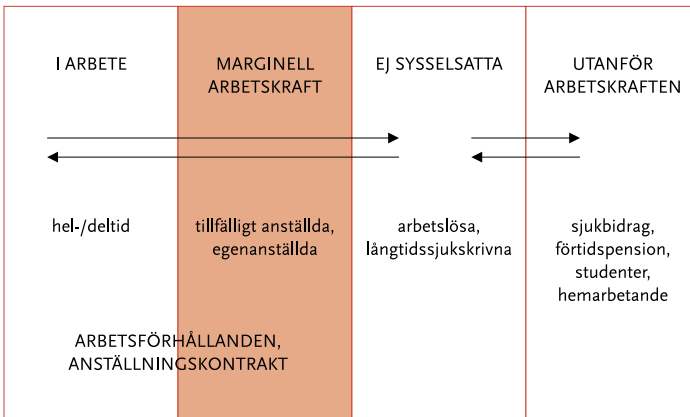 I ARBETE
MARGINELL
ARBETSKRAFT
EJ SYSSELSATTA
UTANFÖR
ARBETSKRAFTEN
hel-/deltid
tillfälligt anställda,
egenanställda
arbetslösa,
långtidssjukskrivna
sjukbidrag,
förtidspension,
studenter,
hemarbetande
ARBETSFÖRHÅLLANDEN,
ANSTÄLLNINGSKONTRAKT